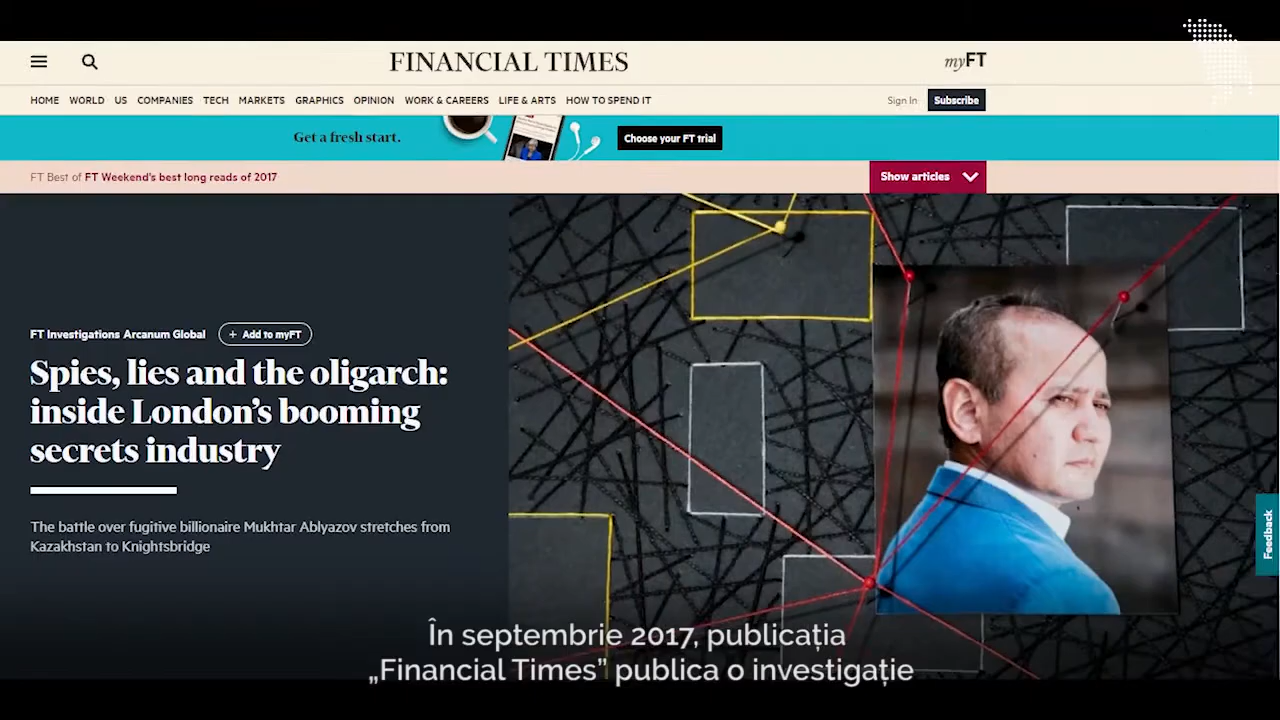 FINANCIAL TIMES
myFT
HOME WORLD US COMPANIES TECH MARKETS GRAPHICS OPINION WORK & CAREERS LIFE & ARTS HOW TO SPEND IT
Sign In Subscribe
Get a fresh start.
Choose your FT trial
FT Best of FT Weekend's best long reads of 2017
Show articles
FT Investigations Arcanum Global
+ Add to myFT
Spies, lies and the oligarch:
inside London's booming
secrets industry
The battle over fugitive billionaire Mukhtar Ablyazov stretches from
Kazakhstan to Knightsbridge
Feedback
În septembrie 2017, publicația
„Financial Times” publica o investigație